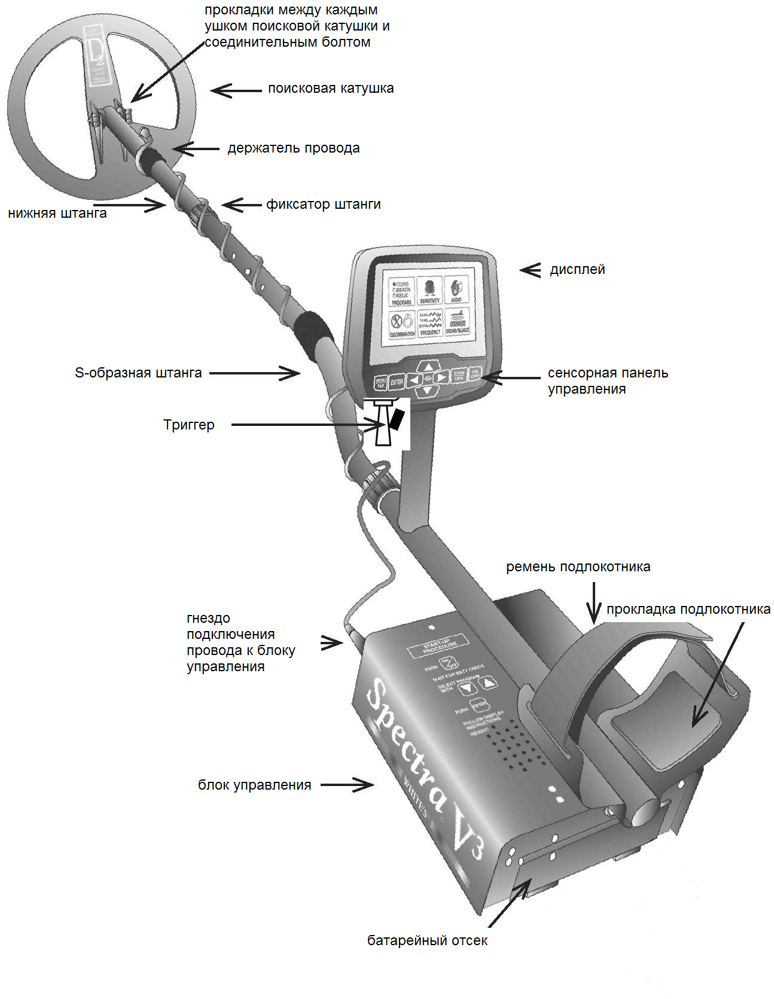 прокладки между каждым
ушком поисковой катушки и
соединительным болтом
поисковая катушка
держатель провода
нижняя штанга
фиксатор штанги
дисплей
COINS
BEACH
RELIC
PROGRAMS
SENSITIVITY
AUDIO
DISCRIMINATION
FREQUENCY
GROUND BALANCE
MENU
TAB
ENTER
ZOOM
VIEW
ON
OFF
S-образная штанга
сенсорная панель
управления
Триггер
ремень подлокотника
прокладка подлокотника
гнездо
подключения
провода к блоку
управления
START-UP
PROCEDURE
PUSH ON/OFF
WAIT FOR BATY CHECK
SELECT PROGRAM
WITH
PUSH ENTER
FOLLOW DISPLAY
INSTRUCTIONS
READY!
Spectra V3
WHITE'S
блок управления
батарейный отсек